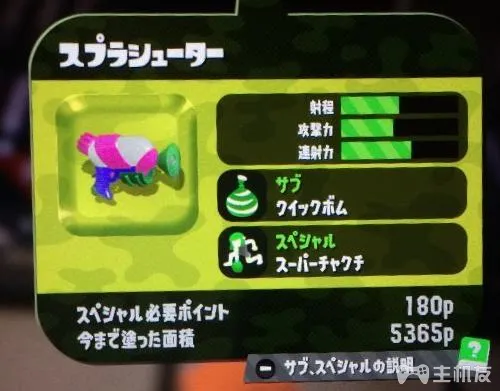 スプラシューター
射程
攻撃力
連射力
サブ
クイックボム
スペシャル
スーパーチャクチ
スペシャル必要ポイント 180p
今まで塗った面積 5365p
?
サブ、スペシャルの説明
主机友